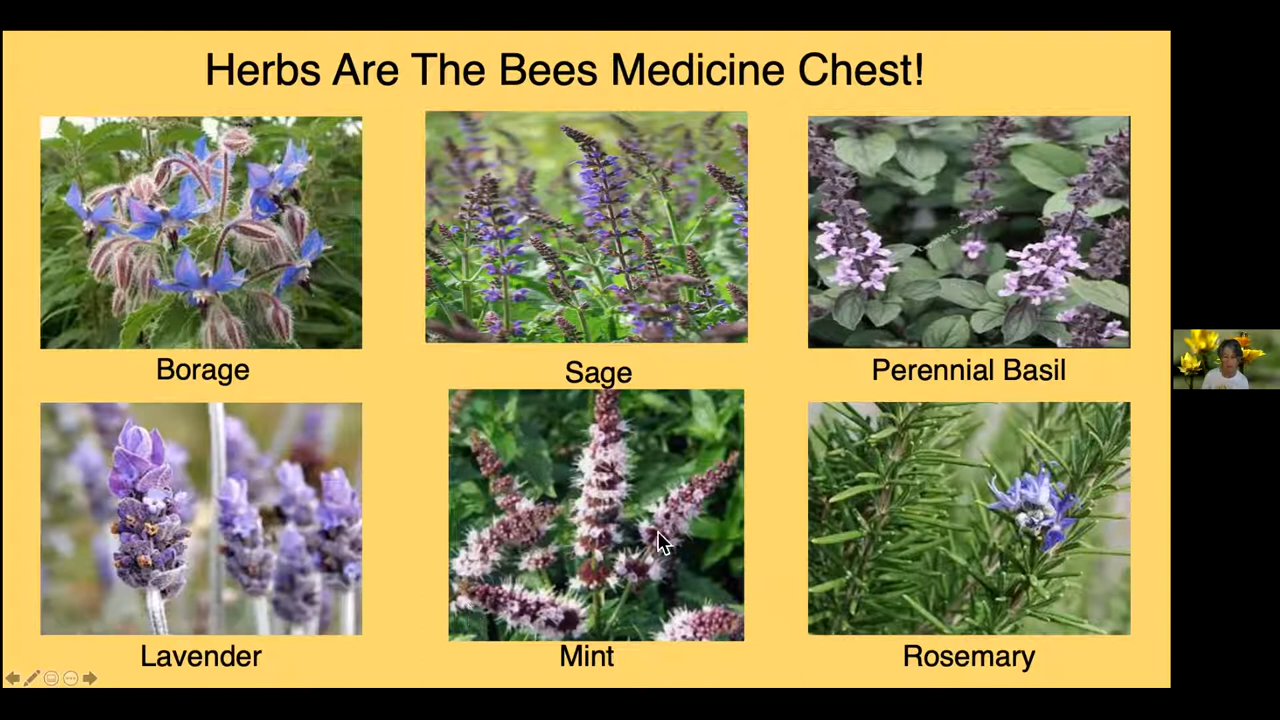 Herbs Are The Bees Medicine Chest!
Borage
Sage
Perennial Basil
Lavender
Mint
Rosemary